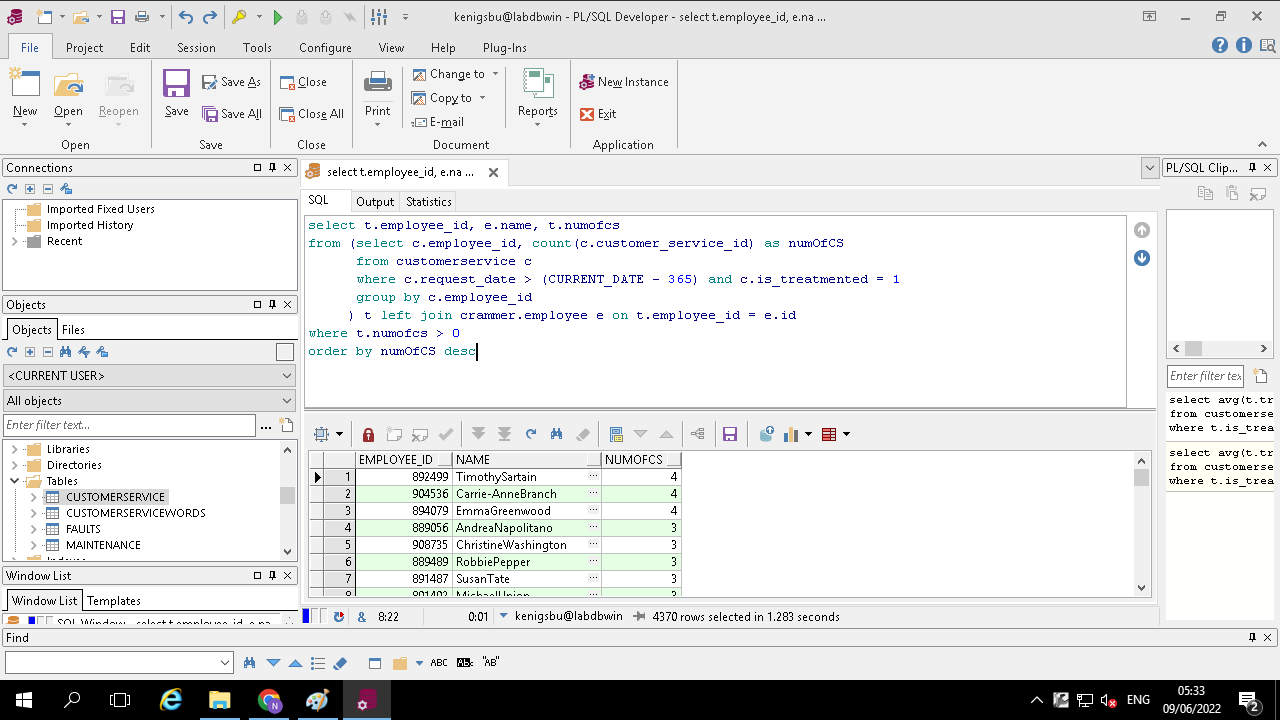 kenigsbu@labdbwin - PL/SQL Developer - select t.employee_id, e.na ...
File Project Edit Session Tools Configure View Help Plug-Ins
New Open Reopen Save Save As Save All Close Close All Print Change to Copy to E-mail Reports New Instance Exit
Open Save Close Document Application
Connections
Imported Fixed Users
Imported History
Recent
Objects
Objects Files
<CURRENT USER>
All objects
Enter filter text...
Libraries
Directories
Tables
CUSTOMERSERVICE
CUSTOMERSERVICEWORDS
FAULTS
MAINTENANCE
Window List
Window List Templates
SQL Window - select t.employee_id, e.na
select t.employee_id, e.na ...
SQL Output Statistics
select t.employee_id, e.name, t.numofcs
from (select c.employee_id, count(c.customer_service_id) as numOfCS
from customerservice c
where c.request_date > (CURRENT_DATE - 365) and c.is_treatmented = 1
group by c.employee_id
) t left join crammer.employee e on t.employee_id = e.id
where t.numofcs > 0
order by numOfCS desc
EMPLOYEE_ID NAME NUMOFCS
1 892499 TimothySartain ... 4
2 904536 Carrie-AnneBranch ... 4
3 894079 EmmaGreenwood ... 4
4 889056 AndreaNapolitano ... 3
5 908735 ChristineWashington ... 3
6 889489 RobbiePepper ... 3
7 891487 SusanTate ... 3
& 8:22 0:01 kenigsbu@labdbwin 4370 rows selected in 1.283 seconds
PL/SQL Clip...
Enter filter tex
select avg(t.tr
from customerse
where t.is_trea
select avg(t.tr
from customerse
where t.is_trea
Find
ABC AB "AB"
ENG
05:33
09/06/2022
2